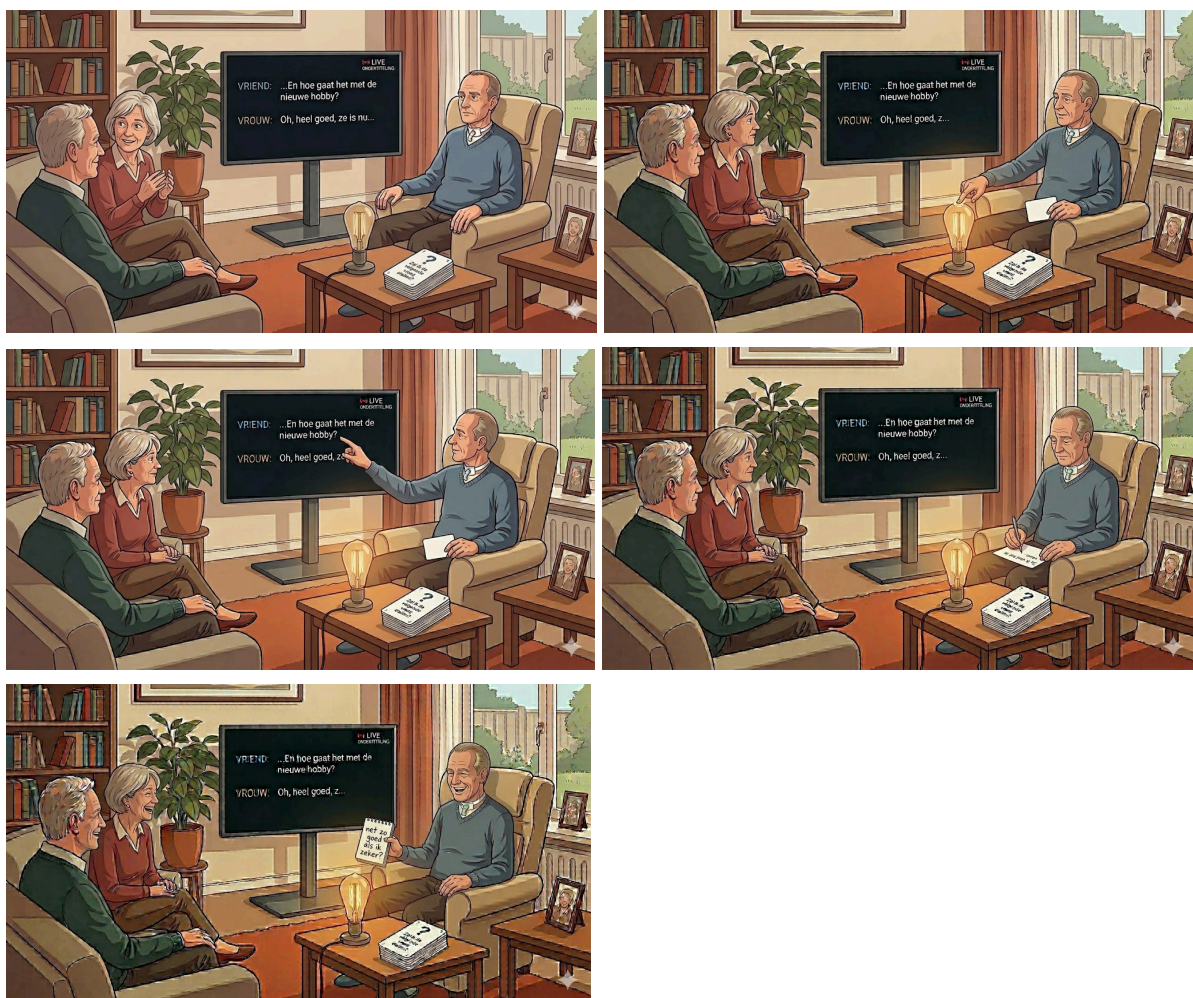 LIVE
ONDERTITELING
VRIEND: ...En hoe gaat het met de
nieuwe hobby?
VROUW: Oh, heel goed, ze is nu...
?
LIVE
ONDERTITELING
VRIEND: ...En hoe gaat het met de
nieuwe hobby?
VROUW: Oh, heel goed, z...
?
LIVE
ONDERTITELING
VRIEND: ...En hoe gaat het met de
nieuwe hobby?
VROUW: Oh, heel goed, z
?
LIVE
ONDERTITELING
VRIEND: ...En hoe gaat het met de
nieuwe hobby?
VROUW: Oh, heel goed, z...
?
LIVE
ONDERTITELING
VRIEND: ...En hoe gaat het met de
nieuwe hobby?
VROUW: Oh, heel goed, z...
net zo
goed
als ik
zeker?
?